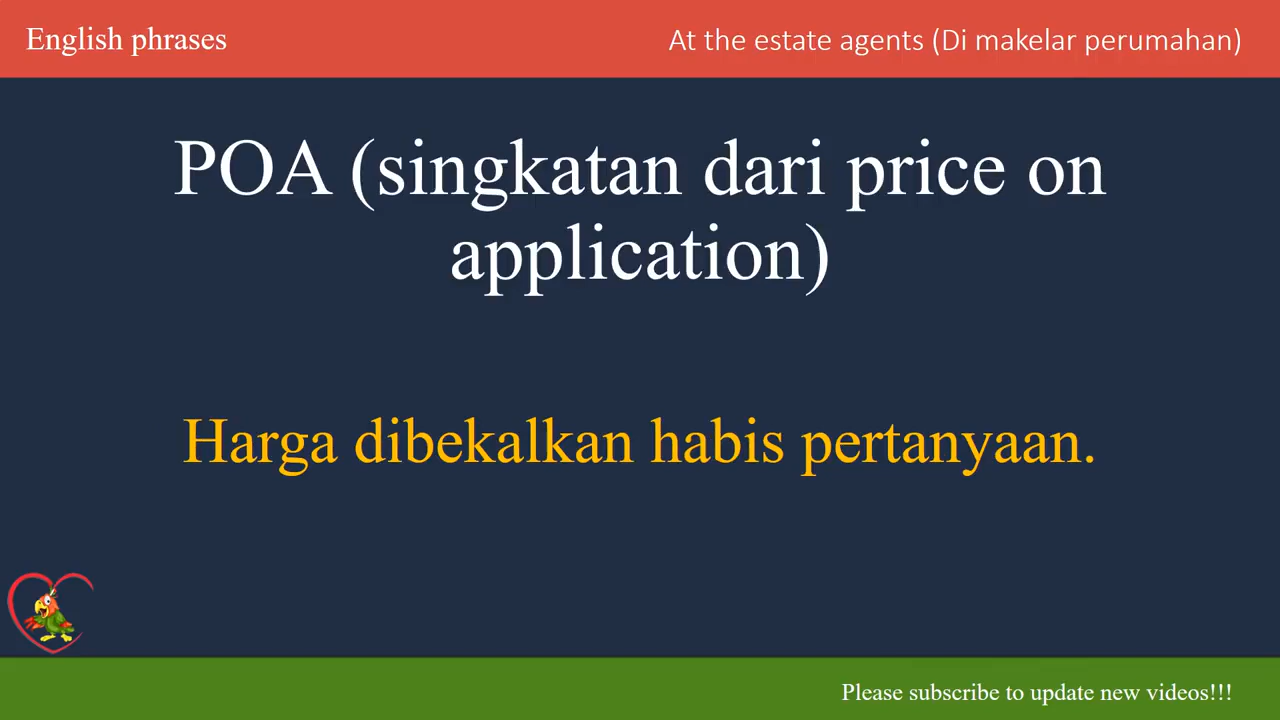 English phrases
At the estate agents (Di makelar perumahan)
POA (singkatan dari price on
application)
Harga dibekalkan habis pertanyaan.
Please subscribe to update new videos!!!